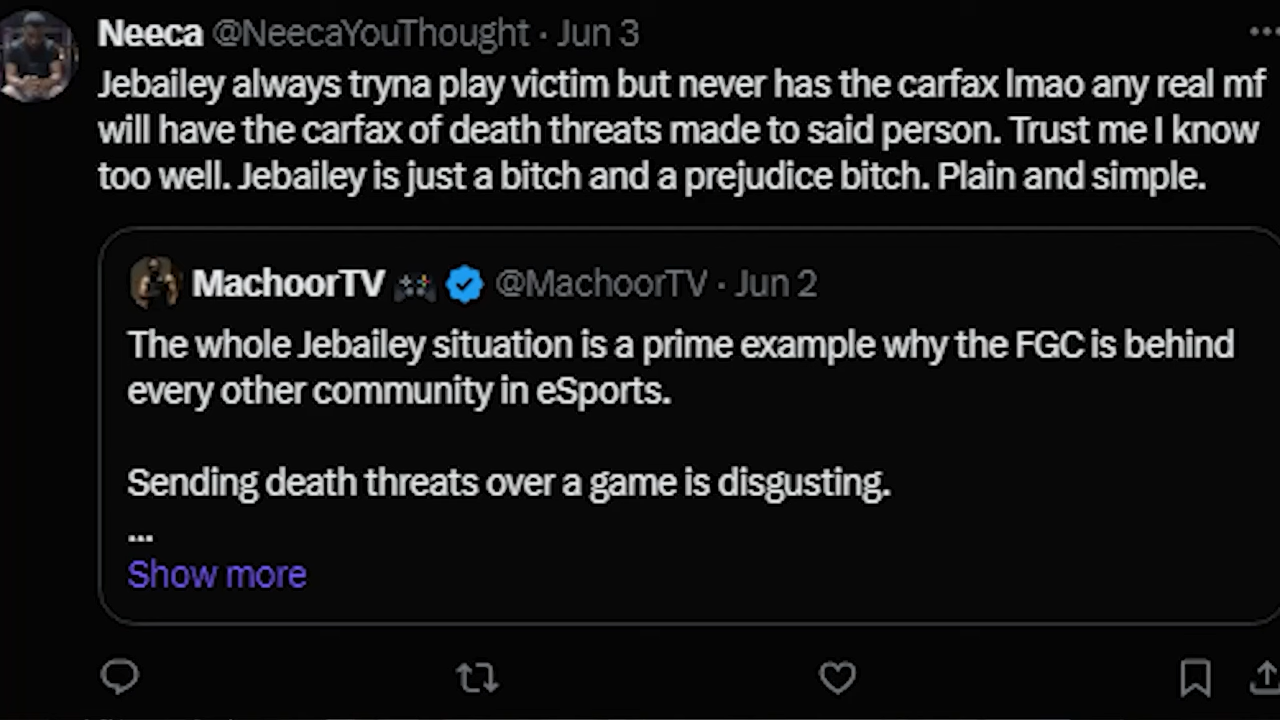 Neeca @NeecaYouThought · Jun 3
Jebailey always tryna play victim but never has the carfax lmao any real mf
will have the carfax of death threats made to said person. Trust me I know
too well. Jebailey is just a bitch and a prejudice bitch. Plain and simple.
MachoorTV 🎮 @MachoorTV · Jun 2
The whole Jebailey situation is a prime example why the FGC is behind
every other community in eSports.
Sending death threats over a game is disgusting.
...
Show more